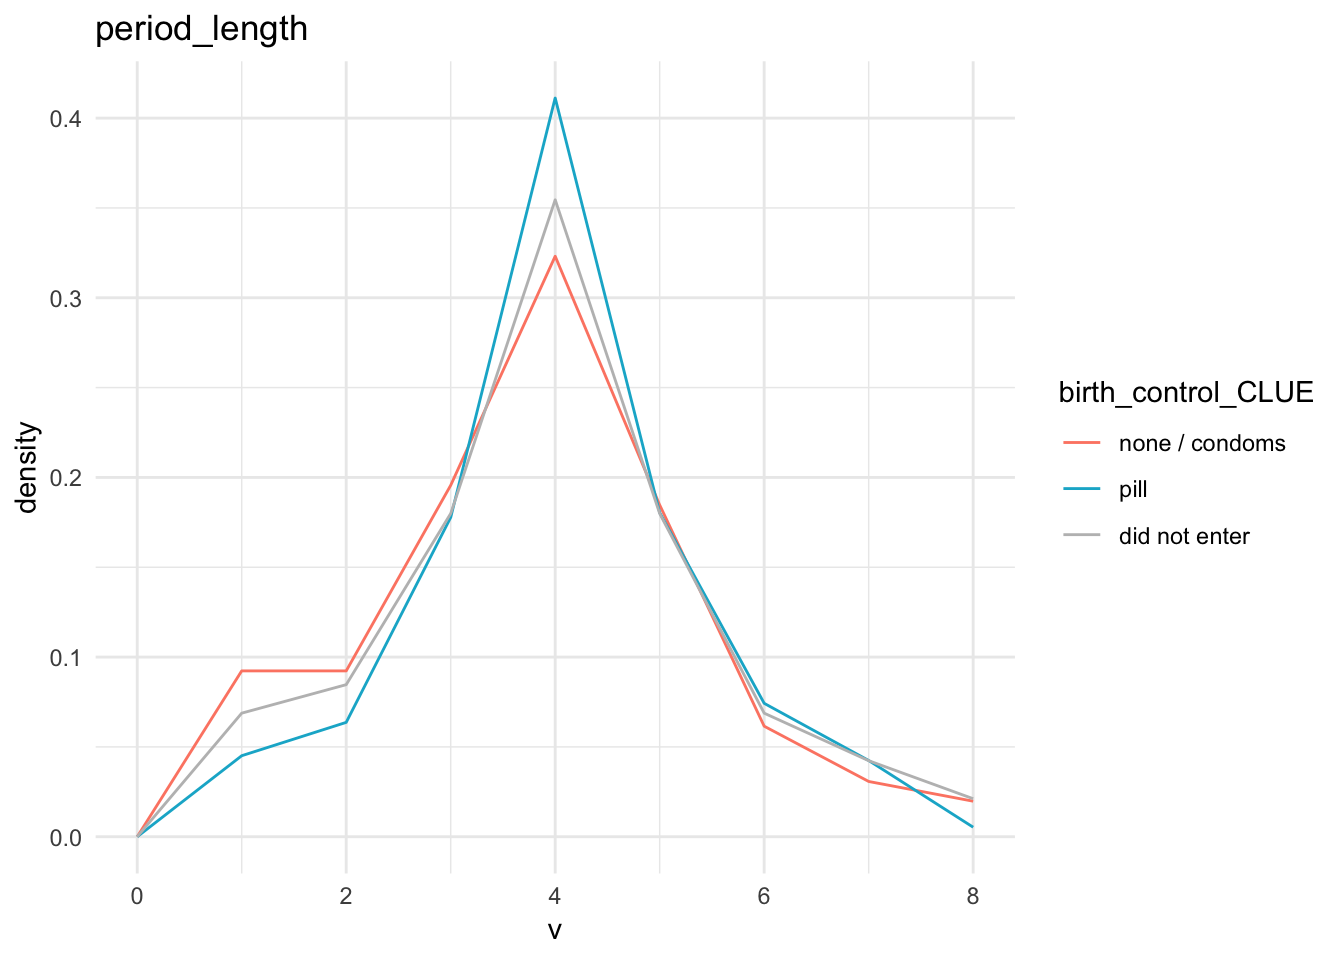 period_length
0.4
0.3
0.2
0.1
0.0
density
0
2
4
6
8
v
birth_control_CLUE
none / condoms
pill
did not enter